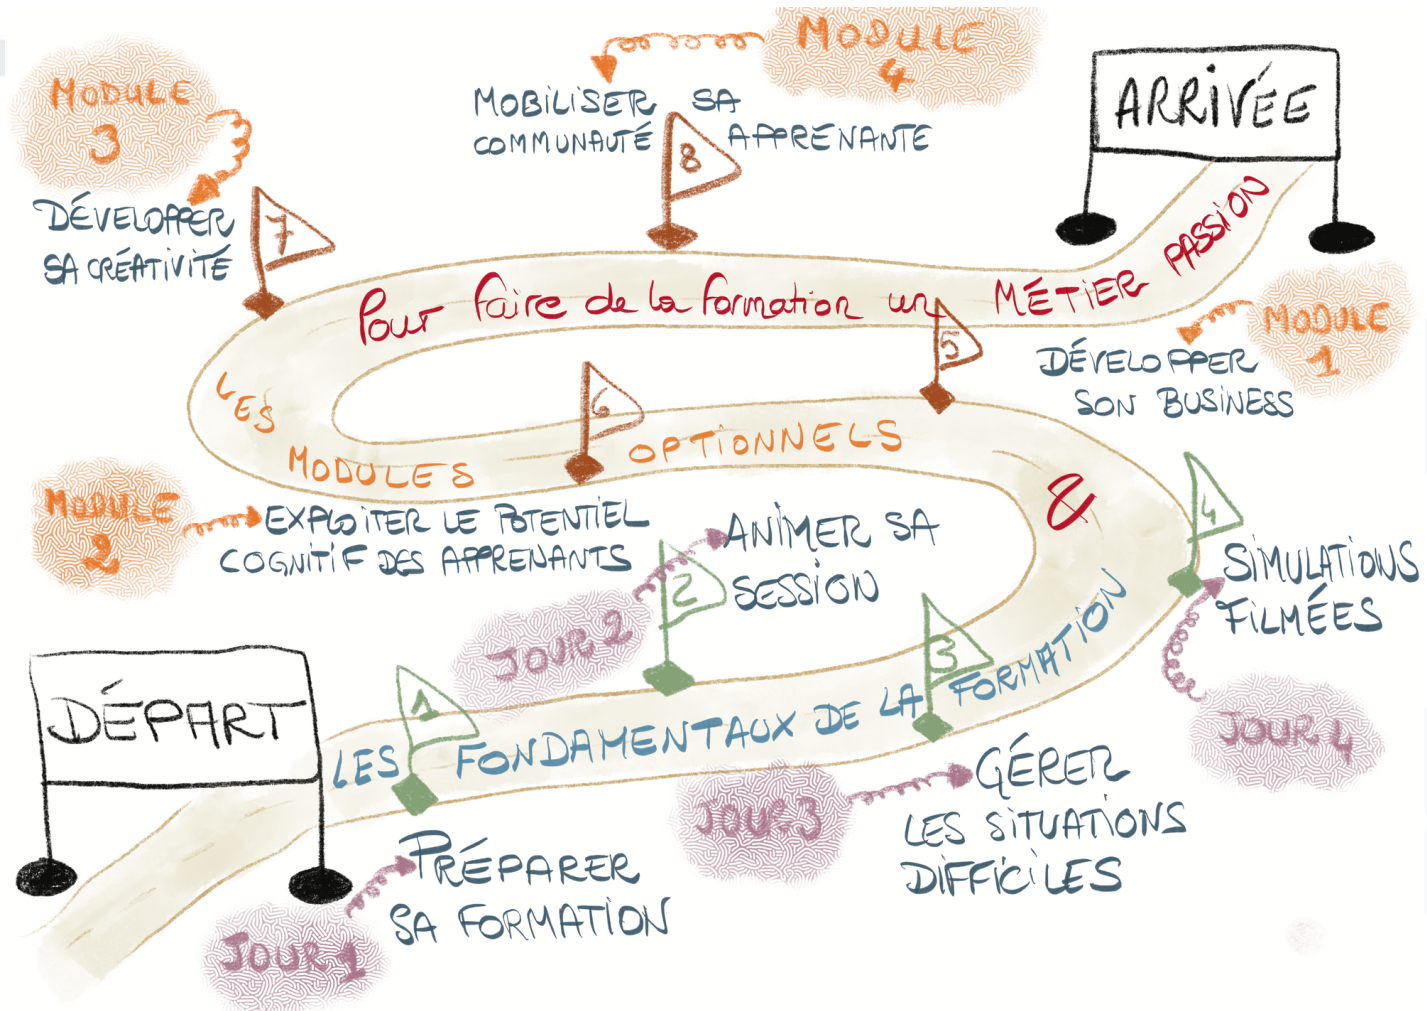 MODULE
4
MODULE
3
MOBILISER SA
COMMUNAUTÉ APPRENANTE
8
ARRIVÉE
DÉVELOPPER
SA CRÉATIVITÉ
7
Pour faire de la formation un MÉTIER PASSION
MODULE
1
DÉVELOPPER
SON BUSINESS
5
6
LES MODULES OPTIONNELS
&
MODULE
2
EXPLOITER LE POTENTIEL
COGNITIF DES APPRENANTS
4
SIMULATIONS
FILMÉES
JOUR 4
ANIMER SA
SESSION
2
JOUR 2
3
DÉPART
1
LES FONDAMENTAUX DE LA FORMATION
JOUR 3
GÉRER
LES SITUATIONS
DIFFICILES
PRÉPARER
SA FORMATION
JOUR 1